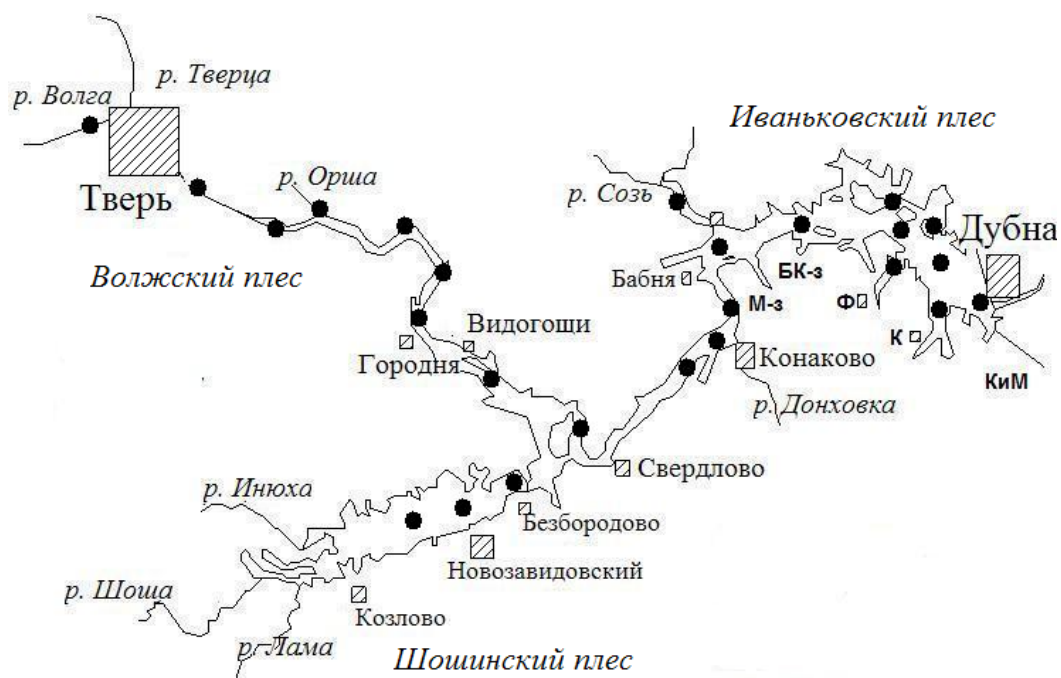 р. Тверца
р. Волга
Иваньковский плес
р. Орша
р. Созь
Тверь
Дубна
Волжский плес
Бабня
БК-з
Ф
М-з
Видогощи
К
Городня
Конаково
КиМ
р. Донховка
Свердлово
р. Инюха
Безбородово
Новозавидовский
р. Шоша
Козлово
р. Лама
Шошинский плес